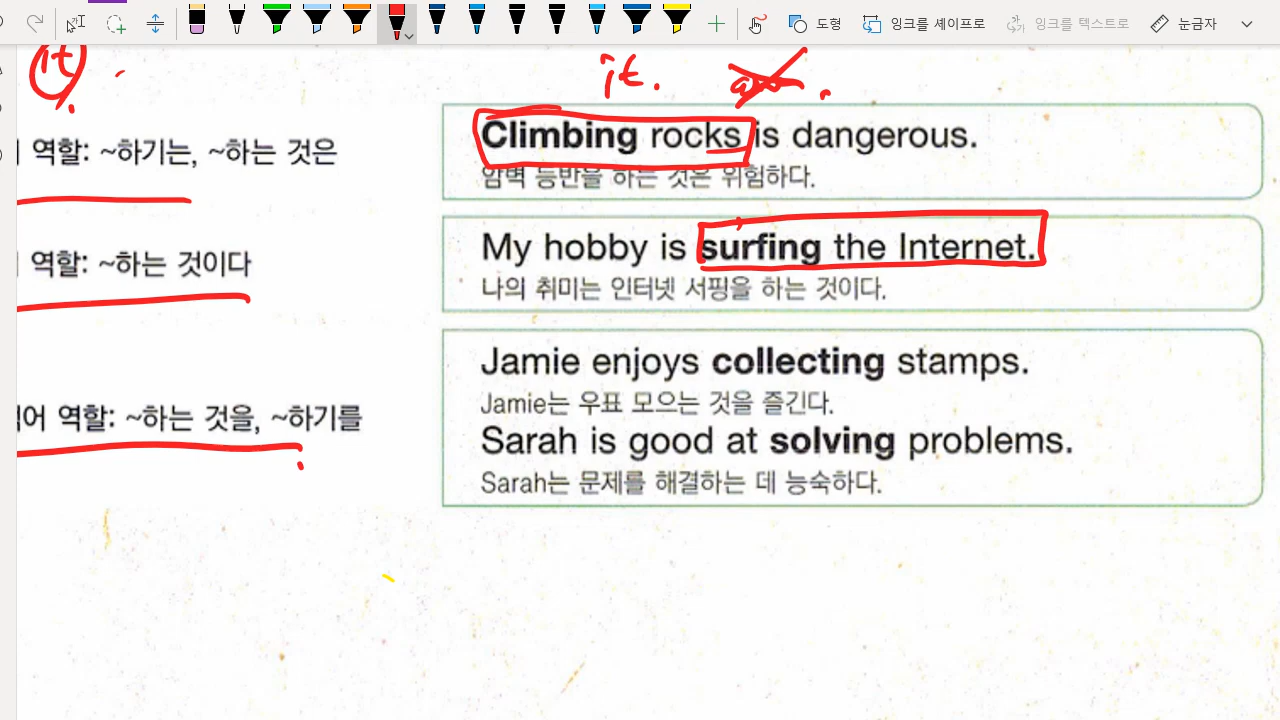 도형 잉크를 셰이프로 잉크를 텍스트로 눈금자
it
it. are.
Climbing rocks is dangerous.
역할: ~하기는, ~하는 것은
암벽 등반을 하는 것은 위험하다.
My hobby is surfing the Internet.
역할: ~하는 것이다
나의 취미는 인터넷 서핑을 하는 것이다.
Jamie enjoys collecting stamps.
Jamie는 우표 모으는 것을 즐긴다.
역할: ~하는 것을, ~하기를
Sarah is good at solving problems.
Sarah는 문제를 해결하는 데 능숙하다.